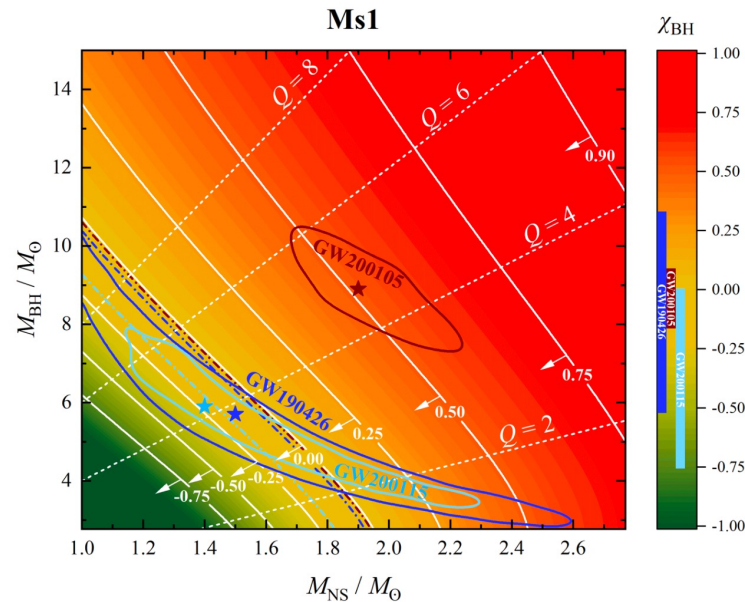 Ms1
χBH
14
12
10
8
6
4
MBH / M⊙
1.0
1.2
1.4
1.6
1.8
2.0
2.2
2.4
2.6
MNS / M⊙
Q = 8
Q = 6
Q = 4
Q = 2
0.90
0.75
0.50
0.25
0.00
-0.25
-0.50
-0.75
GW200105
GW190426
GW200115
1.00
0.75
0.50
0.25
0.00
-0.25
-0.50
-0.75
-1.00
GW190426
GW200105
GW200115